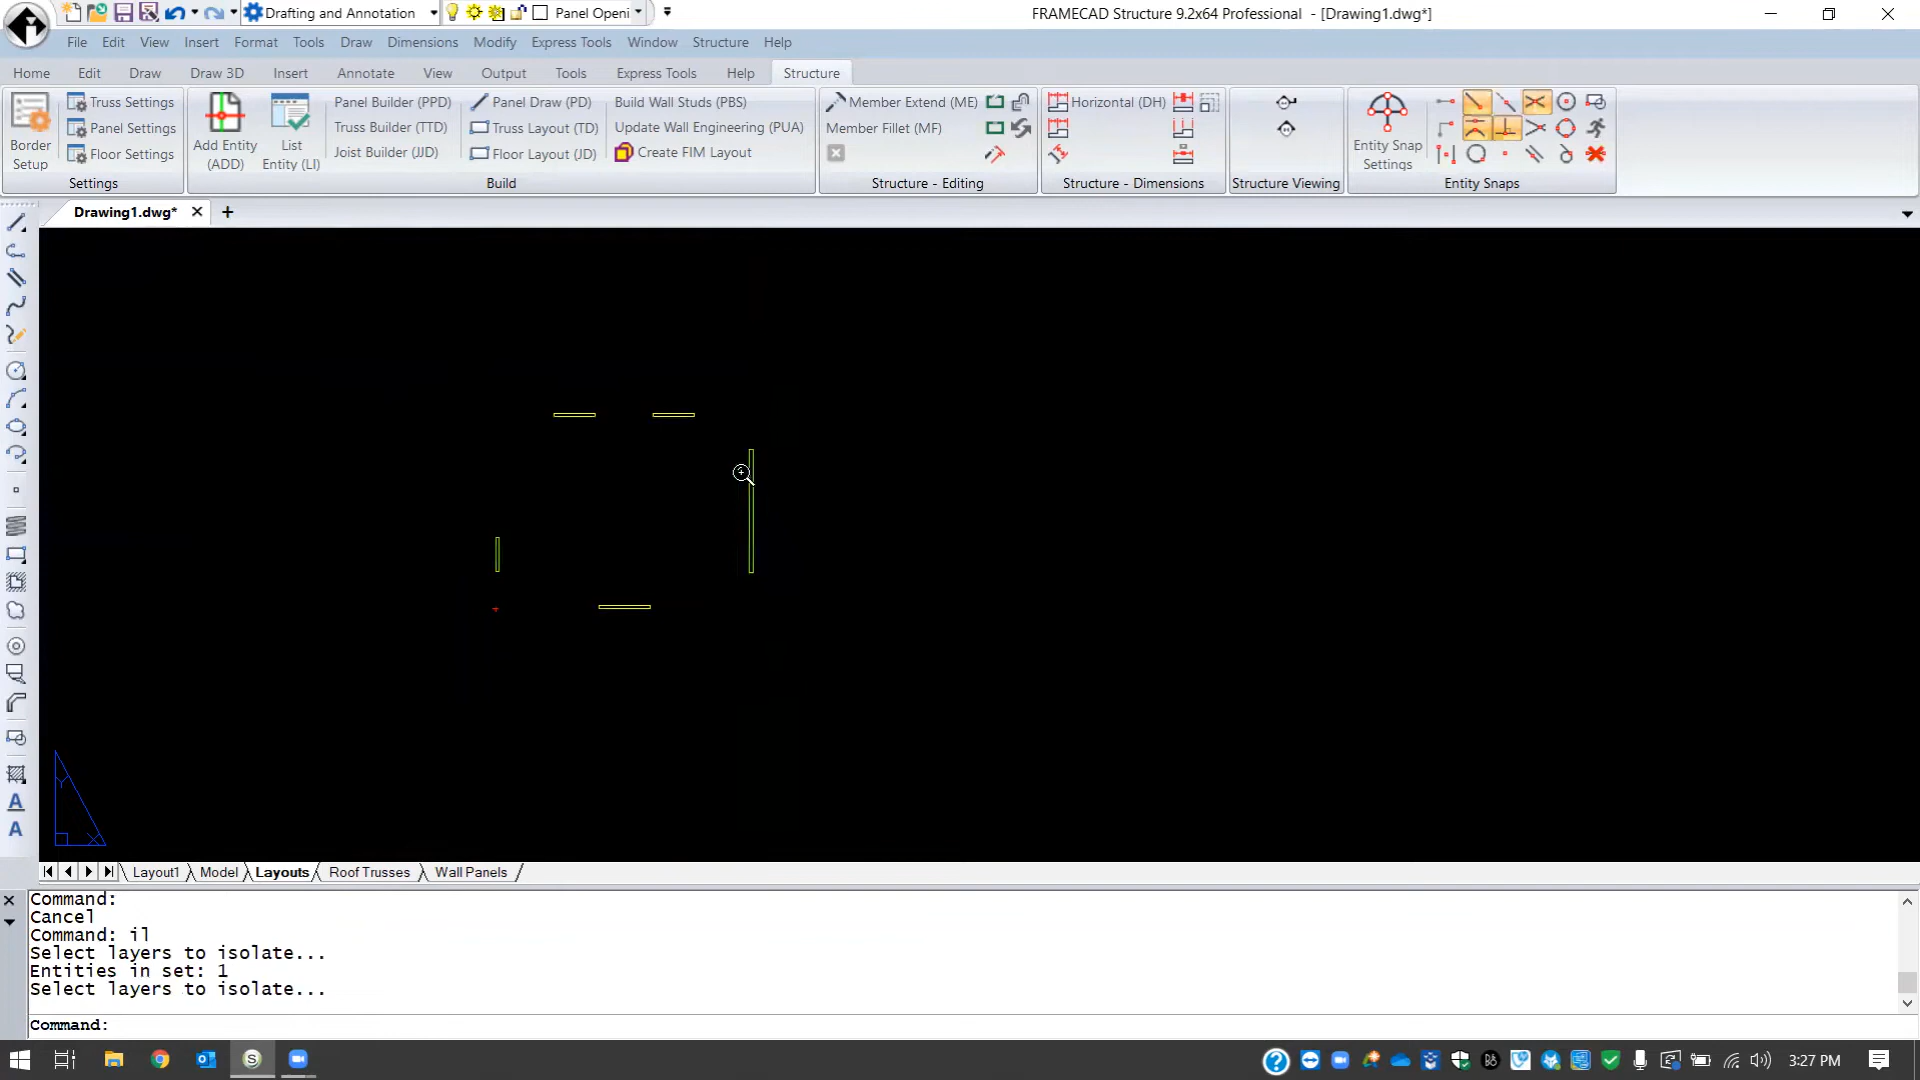 Drafting and Annotation
Panel Openi
FRAMECAD Structure 9.2x64 Professional - [Drawing1.dwg*]
File Edit View Insert Format Tools Draw Dimensions Modify Express Tools Window Structure Help
Home Edit Draw Draw 3D Insert Annotate View Output Tools Express Tools Help Structure
Border Setup
Truss Settings
Panel Settings
Floor Settings
Settings
Add Entity (ADD)
List Entity (LI)
Panel Builder (PPD)
Truss Builder (TTD)
Joist Builder (JJD)
Panel Draw (PD)
Truss Layout (TD)
Floor Layout (JD)
Build Wall Studs (PBS)
Update Wall Engineering (PUA)
Create FIM Layout
Build
Member Extend (ME)
Member Fillet (MF)
Structure - Editing
Horizontal (DH)
Structure - Dimensions
Structure Viewing
Entity Snap Settings
Entity Snaps
Drawing1.dwg*
Y
X
Layout1 Model Layouts Roof Trusses Wall Panels
Command:
Cancel
Command: il
Select layers to isolate...
Entities in set: 1
Select layers to isolate...
Command:
3:27 PM